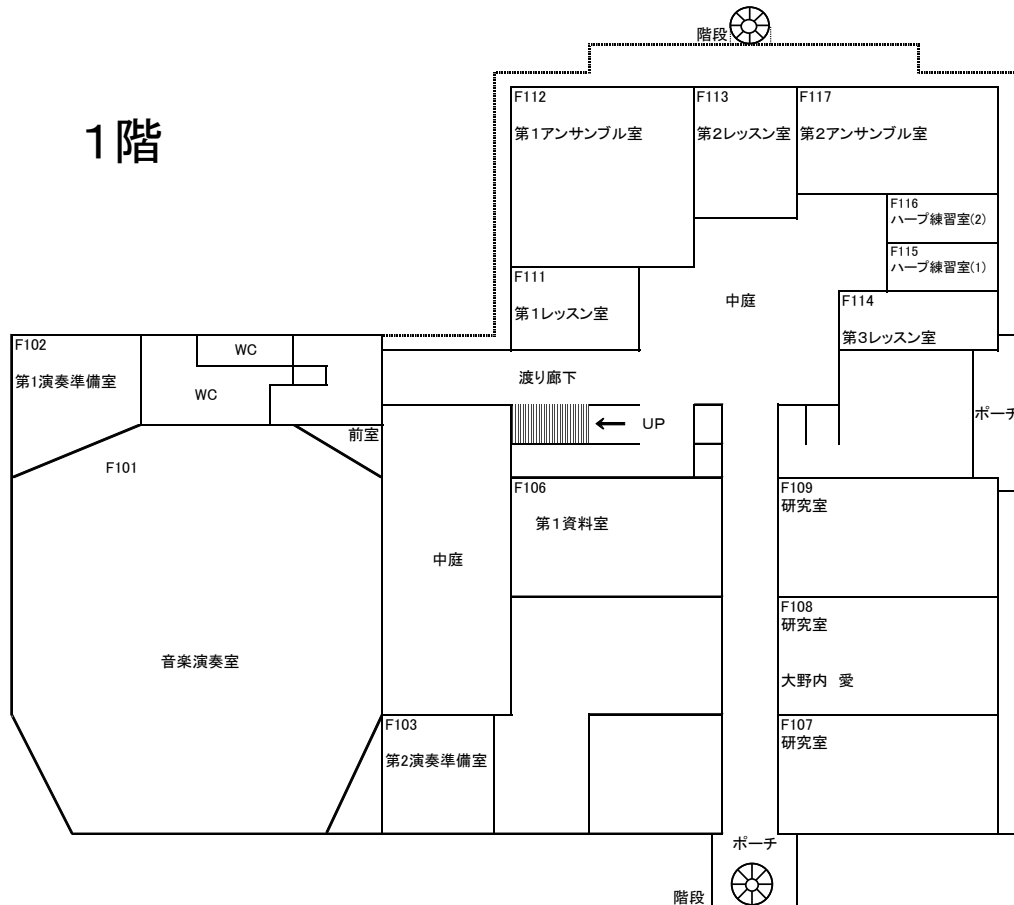 階段
1階
F112
第1アンサンブル室
F113
第2レッスン室
F117
第2アンサンブル室
F116
ハープ練習室(2)
F115
ハープ練習室(1)
F111
第1レッスン室
中庭
F114
第3レッスン室
F102
第1演奏準備室
WC
WC
渡り廊下
ポーチ
UP
前室
F101
F106
第1資料室
F109
研究室
中庭
F108
研究室
大野内 愛
音楽演奏室
F103
第2演奏準備室
F107
研究室
ポーチ
階段